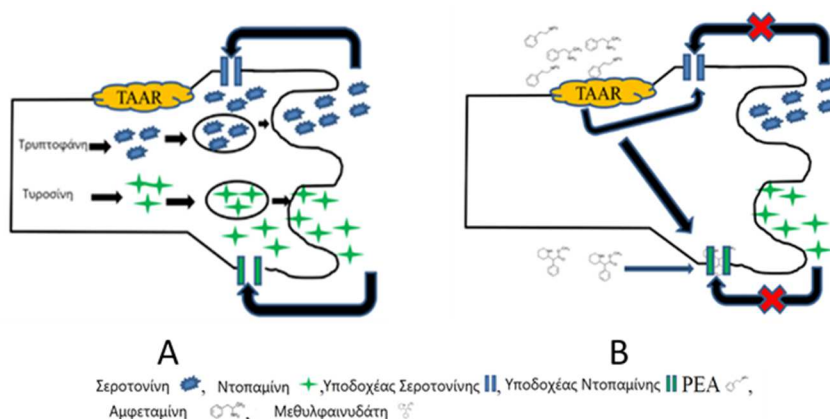 TAAR
Τρυπτοφάνη
Τυροσίνη
TAAR
A
B
Σεροτονίνη , Ντοπαμίνη ,Υποδοχέας Σεροτονίνης , Υποδοχέας Ντοπαμίνης PEA ,
Αμφεταμίνη , Μεθυλφαινυδάτη